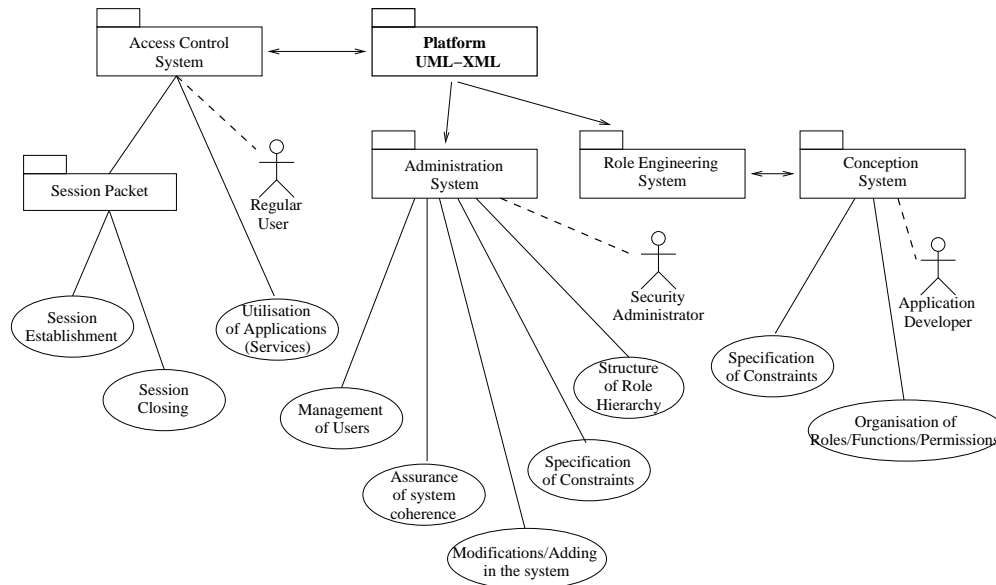 Access Control
System
Platform
UML−XML
Administration
System
Role Engineering
System
Conception
System
Session Packet
Regular
User
Security
Administrator
Application
Developer
Session
Establishment
Utilisation
of Applications
(Services)
Session
Closing
Management
of Users
Assurance
of system
coherence
Modifications/Adding
in the system
Specification
of Constraints
Structure
of Role
Hierarchy
Specification
of Constraints
Organisation of
Roles/Functions/Permissions